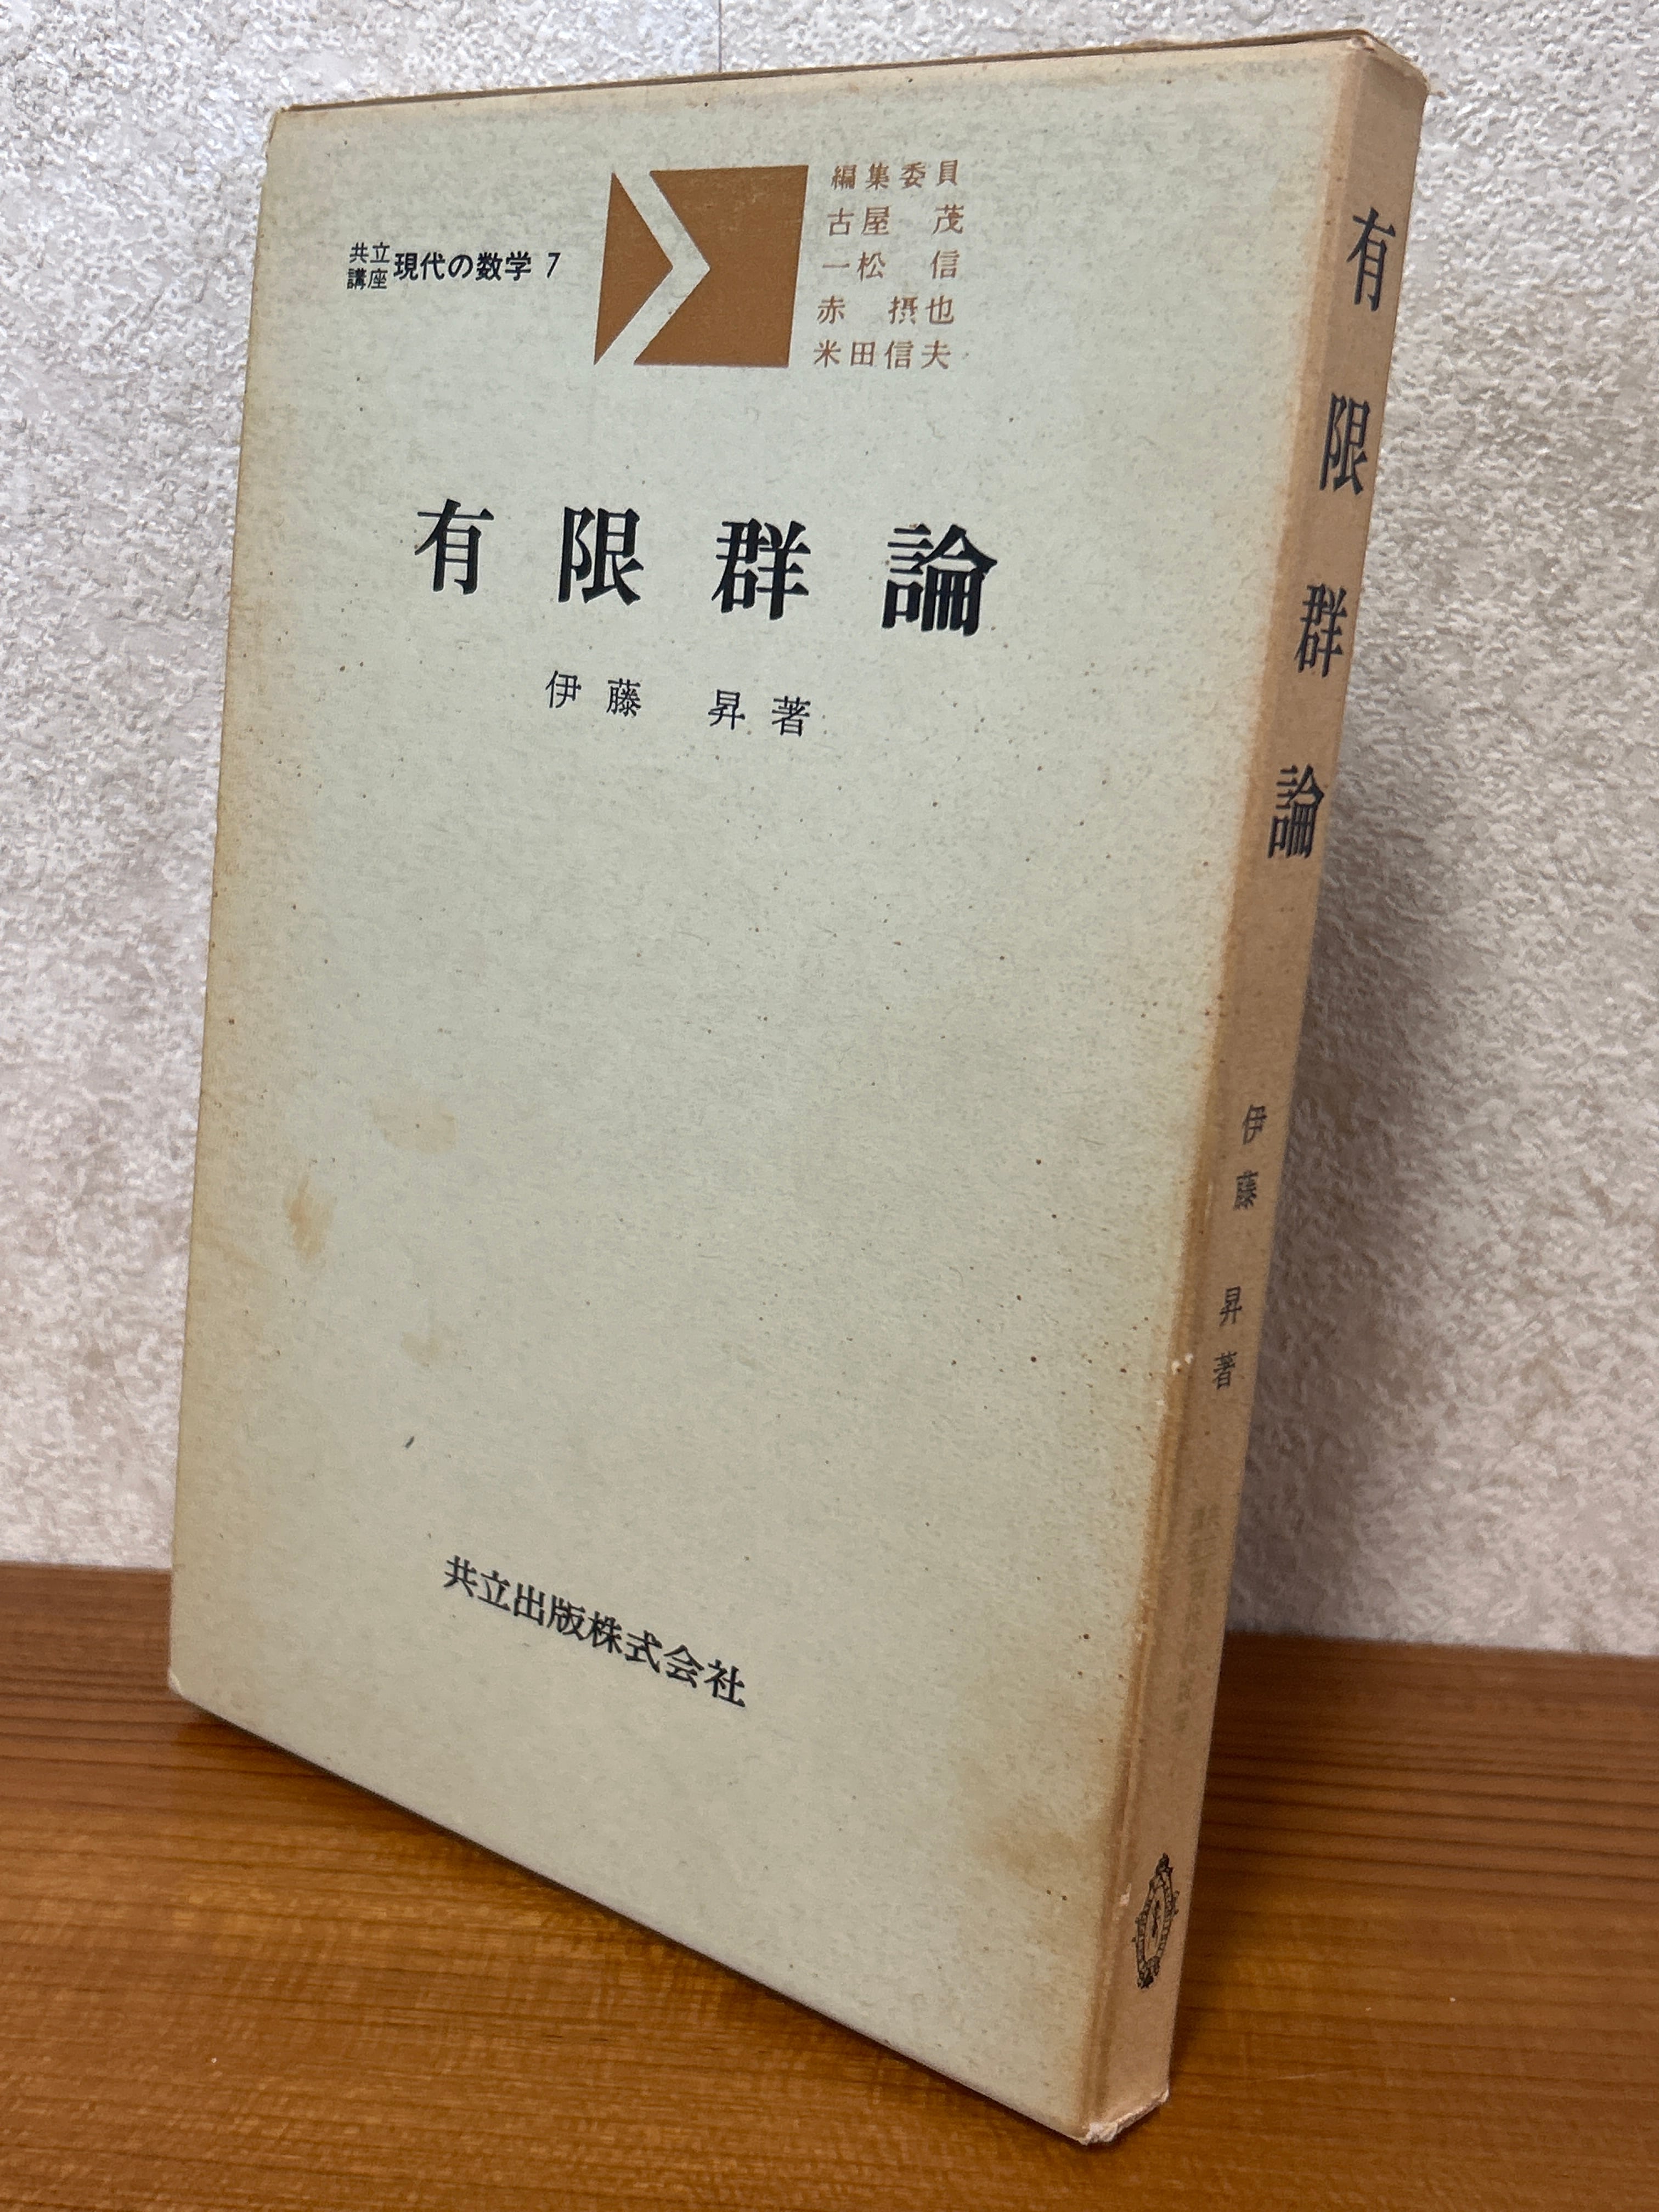 共立
講座 現代の数学 7
編集委員
古屋 茂
一松 信
赤 摂也
米田信夫
有限群論
伊藤 昇著
共立出版株式会社
有限群論
伊藤 昇著